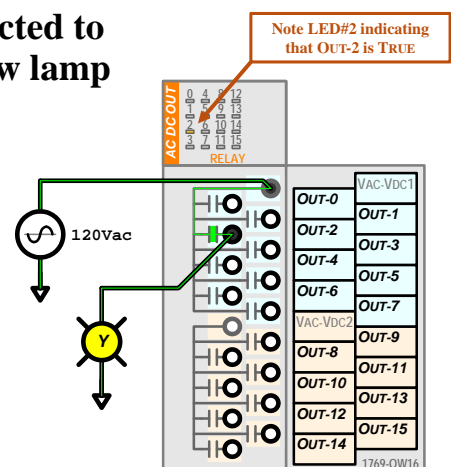 cted to
w lamp
Note LED#2 indicating
that OUT-2 is TRUE
AC DC OUT
0 4 8 12
1 5 9 13
2 6 10 14
3 7 11 15
RELAY
120Vac
Y
VAC-VDC1
OUT-0
OUT-1
OUT-2
OUT-3
OUT-4
OUT-5
OUT-6
OUT-7
VAC-VDC2
OUT-9
OUT-8
OUT-11
OUT-10
OUT-13
OUT-12
OUT-15
OUT-14
1769-OW16